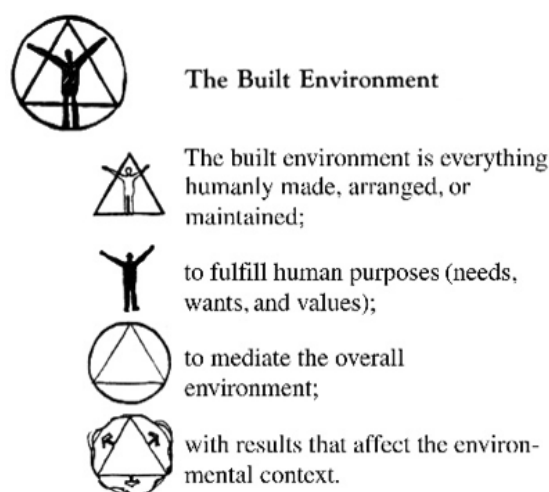 The Built Environment
The built environment is everything
humanly made, arranged, or
maintained;
to fulfill human purposes (needs,
wants, and values);
to mediate the overall
environment;
with results that affect the environ-
mental context.